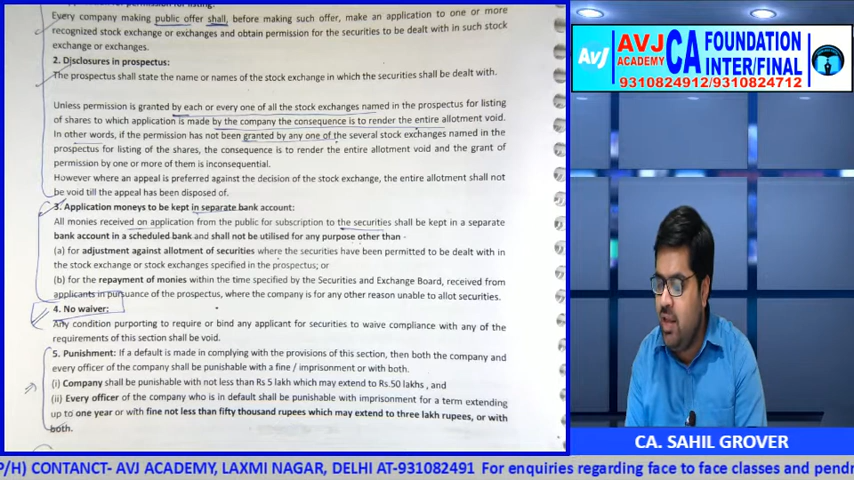 Every company making public offer shall, before making such offer, make an application to one or more
recognized stock exchange or exchanges and obtain permission for the securities to be dealt with in such stock
exchange or exchanges.
2. Disclosures in prospectus:
The prospectus shall state the name or names of the stock exchange in which the securities shall be dealt with.
Unless permission is granted by each or every one of all the stock exchanges named in the prospectus for listing
of shares to which application is made by the company the consequence is to render the entire allotment void.
In other words, if the permission has not been granted by any one of the several stock exchanges named in the
prospectus for listing of the shares, the consequence is to render the entire allotment void and the grant of
permission by one or more of them is inconsequential.
However where an appeal is preferred against the decision of the stock exchange, the entire allotment shall not
be void till the appeal has been disposed of.
3. Application moneys to be kept in separate bank account:
All monies received on application from the public for subscription to the securities shall be kept in a separate
bank account in a scheduled bank and shall not be utilised for any purpose other than -
(a) for adjustment against allotment of securities where the securities have been permitted to be dealt with in
the stock exchange or stock exchanges specified in the prospectus; or
(b) for the repayment of monies within the time specified by the Securities and Exchange Board, received from
applicants in pursuance of the prospectus, where the company is for any other reason unable to allot securities.
4. No waiver:
Any condition purporting to require or bind any applicant for securities to waive compliance with any of the
requirements of this section shall be void.
5. Punishment: If a default is made in complying with the provisions of this section, then both the company and
every officer of the company shall be punishable with a fine / imprisonment or with both.
(i) Company shall be punishable with not less than Rs 5 lakh which may extend to Rs.50 lakhs, and
(ii) Every officer of the company who is in default shall be punishable with imprisonment for a term extending
up to one year or with fine not less than fifty thousand rupees which may extend to three lakh rupees, or with
both.
AVJ
AVJ
ACADEMY
CA
FOUNDATION
INTER/FINAL
9310824912/9310824712
CA. SAHIL GROVER
P/H) CONTANCT- AVJ ACADEMY, LAXMI NAGAR, DELHI AT-931082491 For enquiries regarding face to face classes and pendr